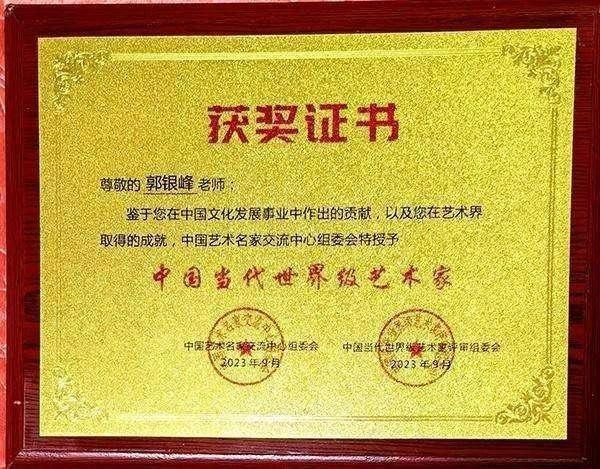 获奖证书
尊敬的 郭银峰 老师：
鉴于您在中国文化发展事业中作出的贡献，以及您在艺术界
取得的成就，中国艺术名家交流中心组委会特授予
中国当代世界级艺术家
中国艺术名家交流中心组委会
2023年9月
中国当代世界级艺术家评审组委会
2023年9月